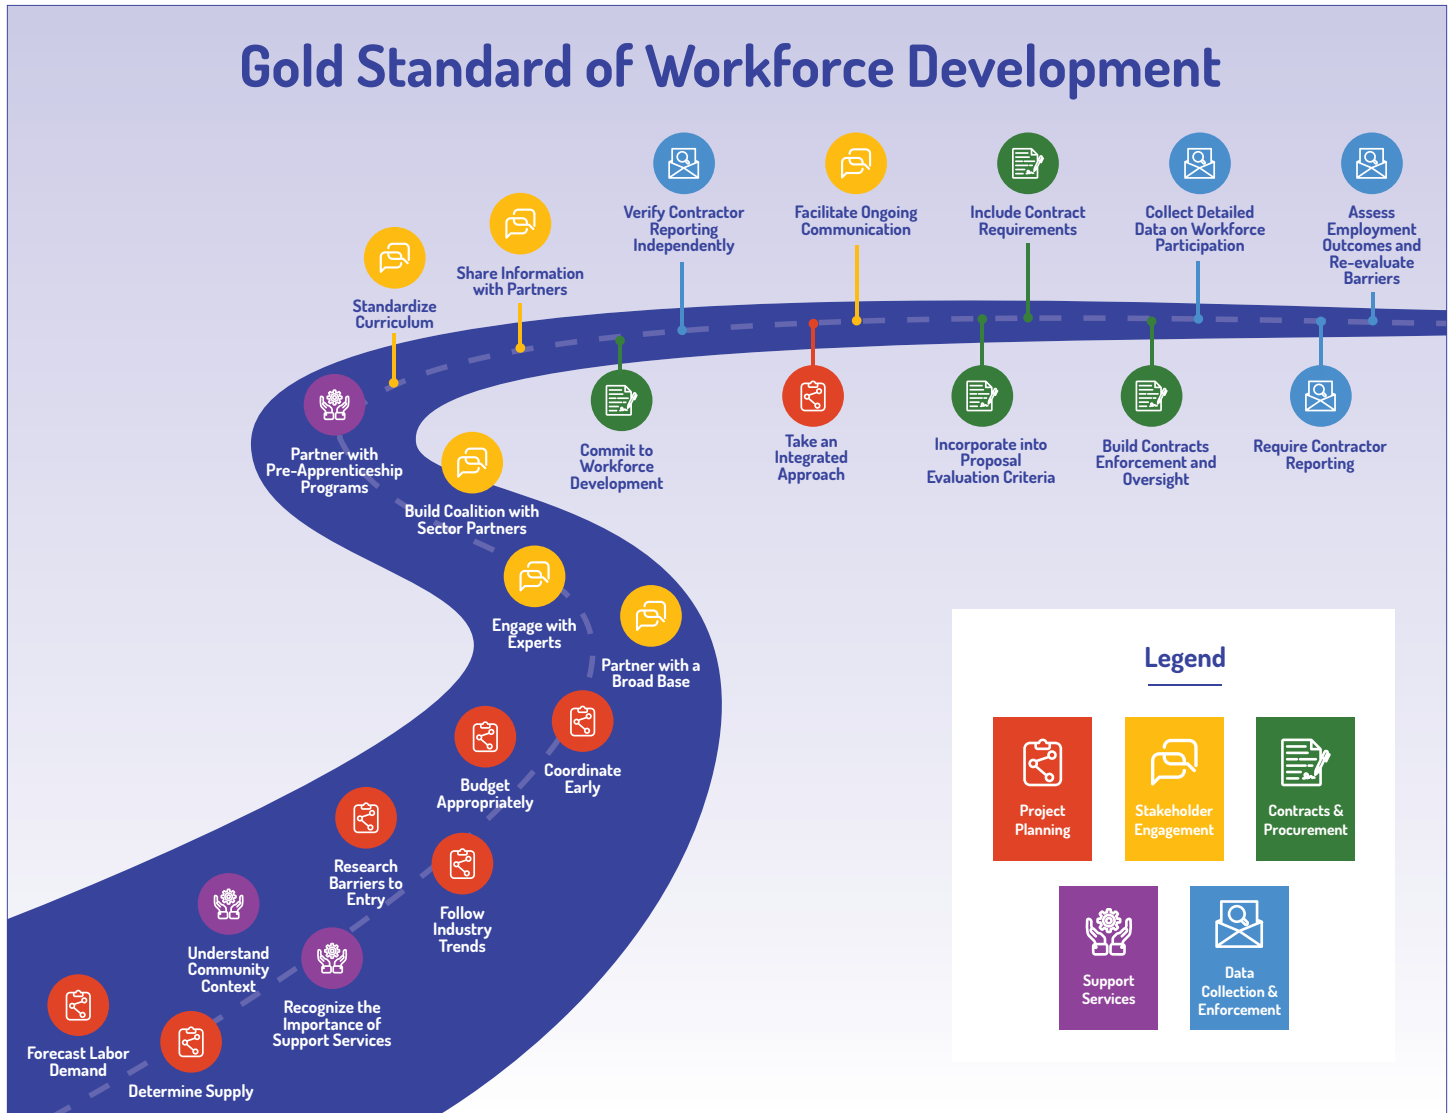 Gold Standard of Workforce Development
Standardize
Curriculum
Share Information
with Partners
Verify Contractor
Reporting
Independently
Facilitate Ongoing
Communication
Include Contract
Requirements
Collect Detailed
Data on Workforce
Participation
Assess
Employment
Outcomes and
Re-evaluate
Barriers
Partner with
Pre-Apprenticeship
Programs
Commit to
Workforce
Development
Take an
Integrated
Approach
Incorporate into
Proposal
Evaluation Criteria
Build Contracts
Enforcement and
Oversight
Require Contractor
Reporting
Build Coalition with
Sector Partners
Engage with
Experts
Partner with a
Broad Base
Budget
Appropriately
Coordinate
Early
Research
Barriers to
Entry
Follow
Industry
Trends
Understand
Community
Context
Recognize the
Importance of
Support Services
Forecast Labor
Demand
Determine Supply
Legend
Project
Planning
Stakeholder
Engagement
Contracts &
Procurement
Support
Services
Data
Collection &
Enforcement